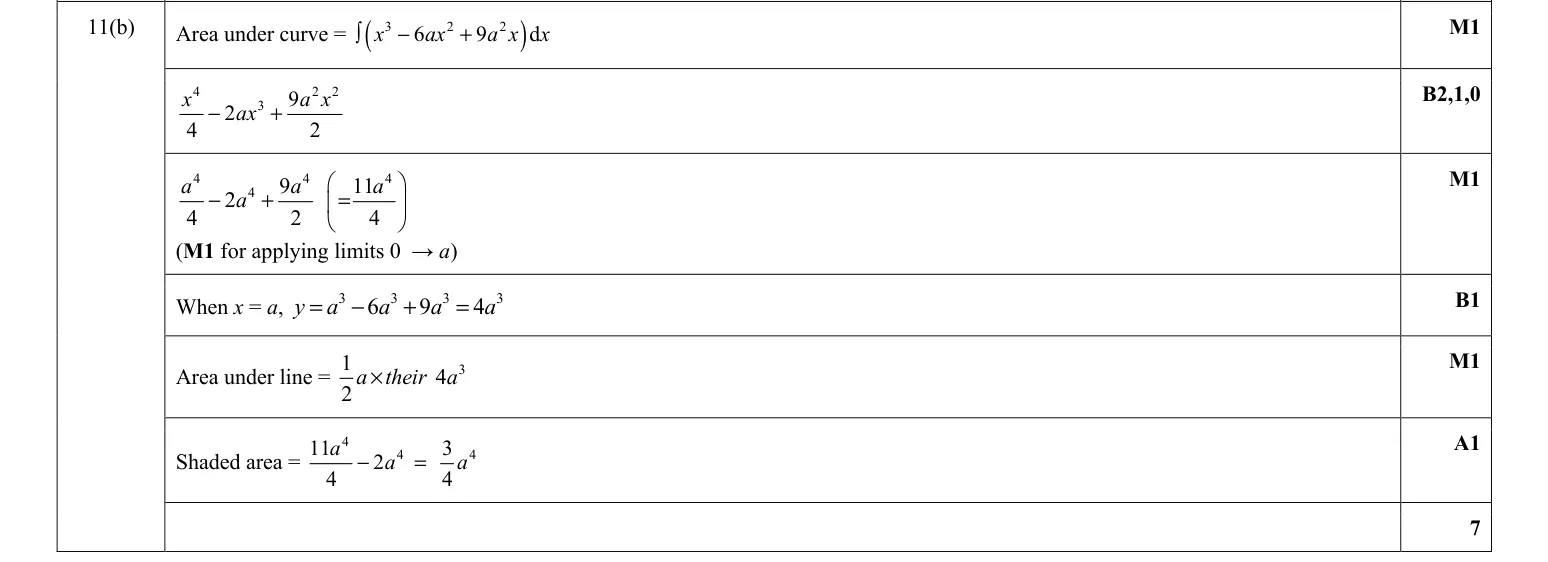 11(b)
Area under curve = ∫(x³ − 6ax² + 9a²x)dx M1
x⁴/4 − 2ax³ + 9a²x²/2 B2,1,0
a⁴/4 − 2a⁴ + 9a⁴/2 (= 11a⁴/4) M1
(M1 for applying limits 0 → a)
When x = a, y = a³ − 6a³ + 9a³ = 4a³ B1
Area under line = 1/2 a × their 4a³ M1
Shaded area = 11a⁴/4 − 2a⁴ = 3/4 a⁴ A1
7